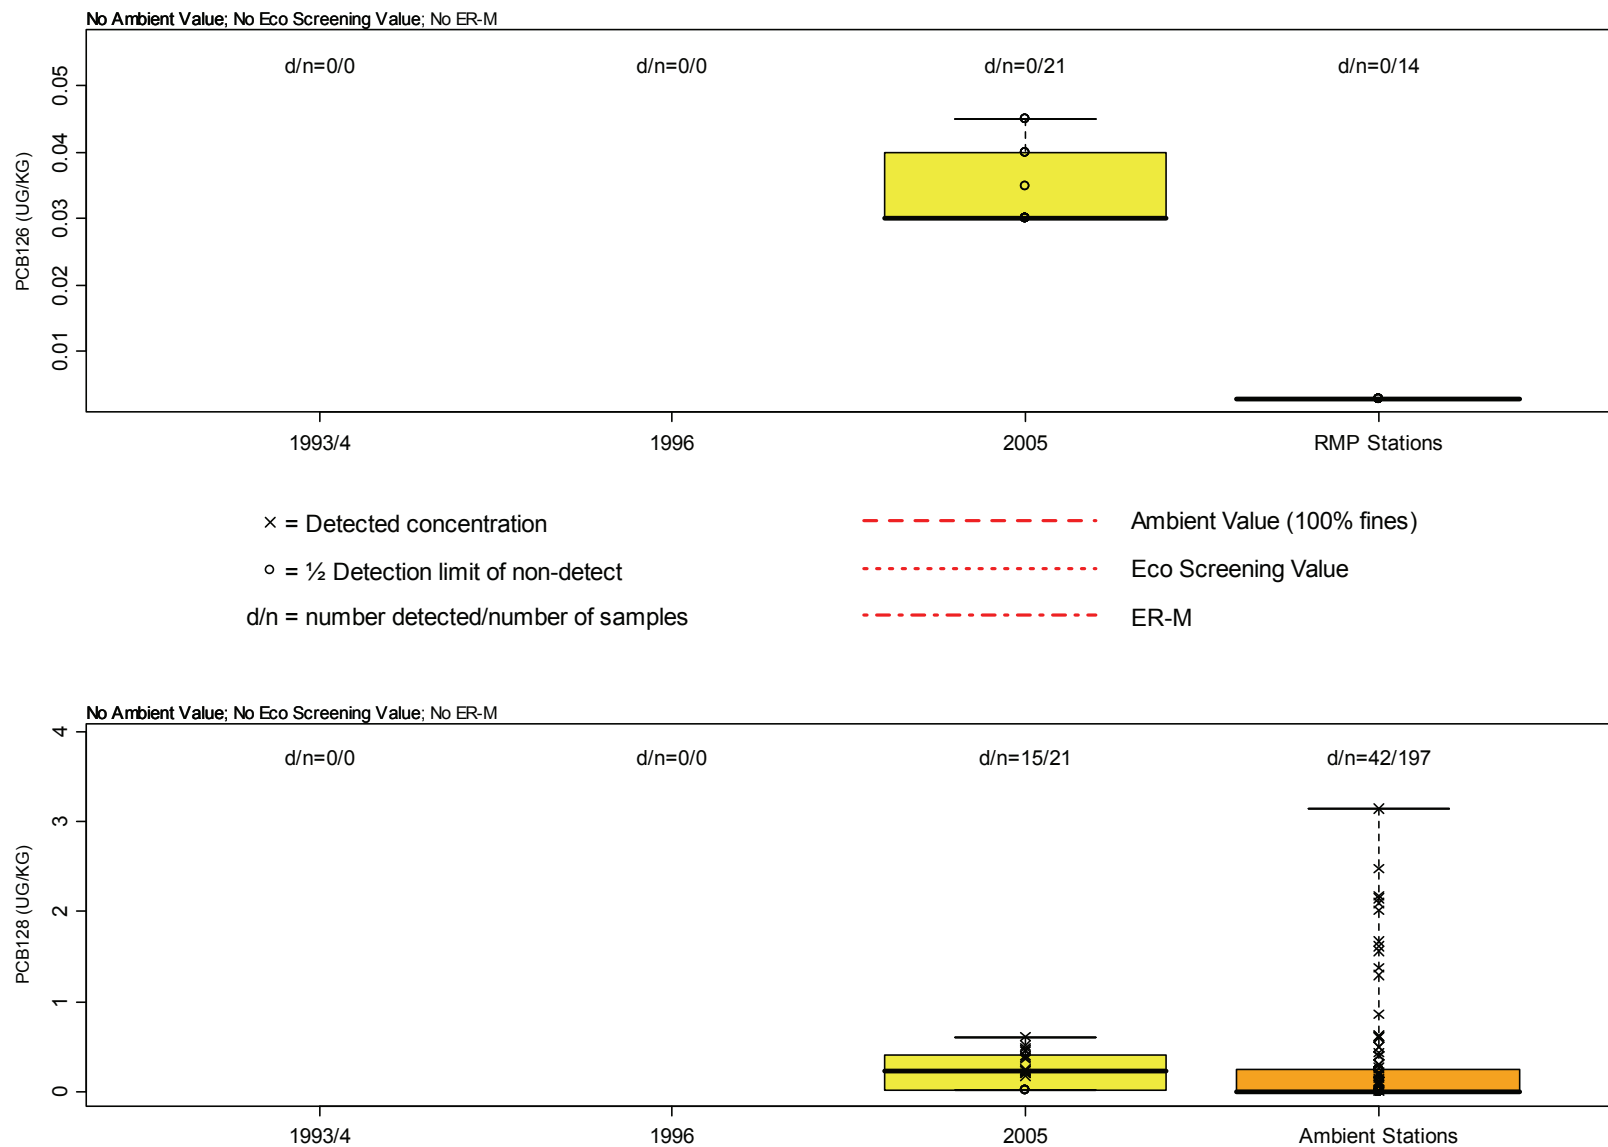 No Ambient Value; No Eco Screening Value; No ER-M
d/n=0/0 d/n=0/0 d/n=0/21 d/n=0/14
PCB126 (UG/KG)
0.05
0.04
0.03
0.02
0.01
1993/4 1996 2005 RMP Stations
× = Detected concentration
Ambient Value (100% fines)
○ = ½ Detection limit of non-detect
Eco Screening Value
d/n = number detected/number of samples
ER-M
No Ambient Value; No Eco Screening Value; No ER-M
d/n=0/0 d/n=0/0 d/n=15/21 d/n=42/197
PCB128 (UG/KG)
4
3
2
1
0
1993/4 1996 2005 Ambient Stations